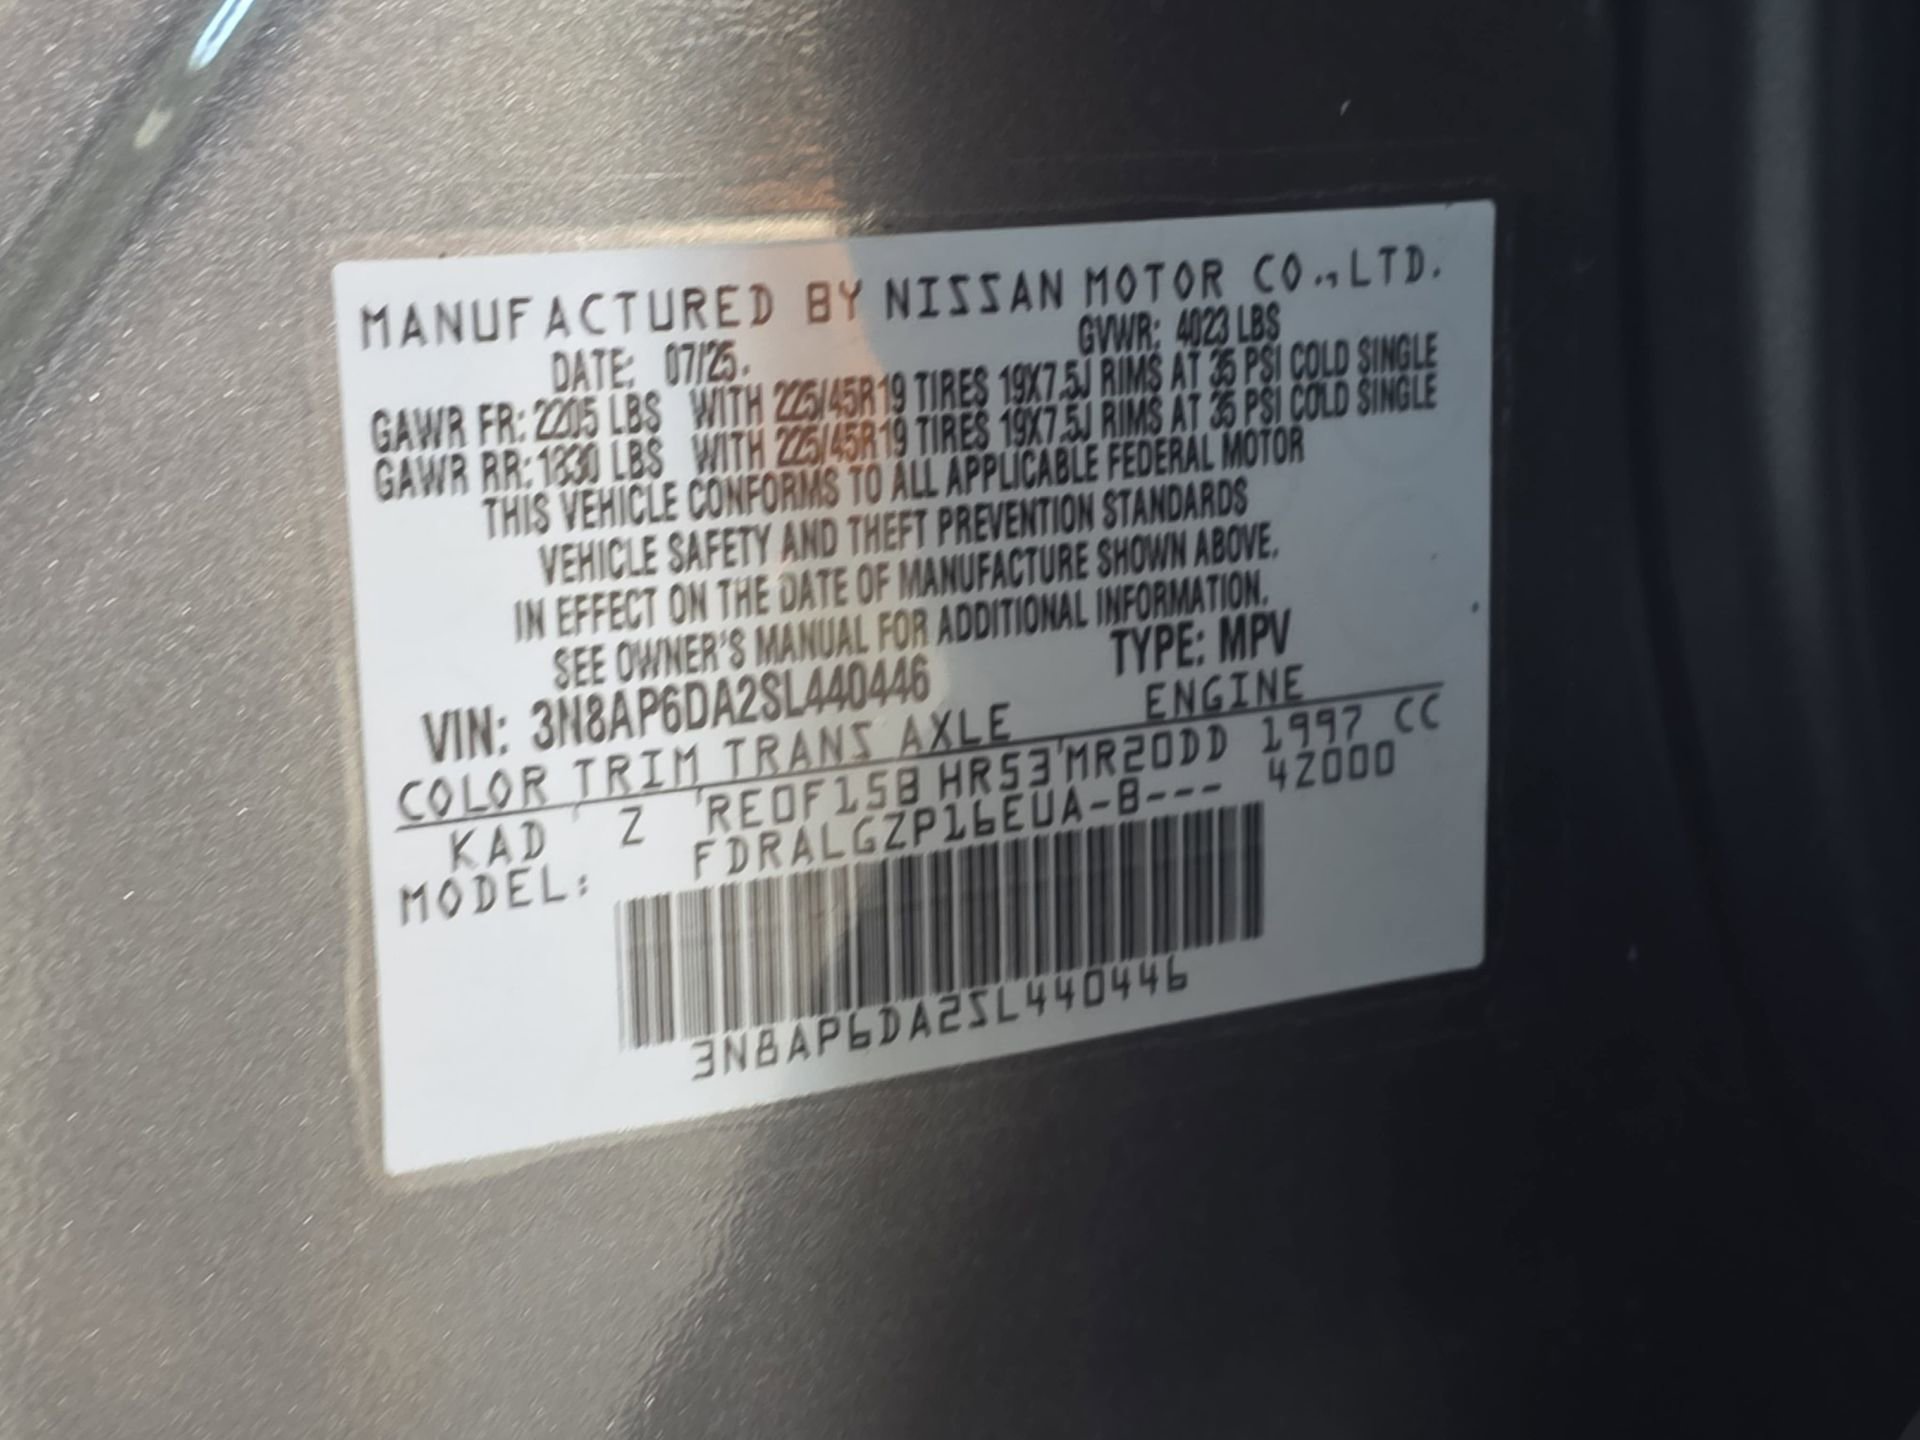 MANUFACTURED BY NISSAN MOTOR CO.,LTD.
DATE: 07/25. GVWR: 4023 LBS
GAWR FR: 2205 LBS WITH 225/45R19 TIRES 19X7.5J RIMS AT 35 PSI COLD SINGLE
GAWR RR: 1830 LBS WITH 225/45R19 TIRES 19X7.5J RIMS AT 35 PSI COLD SINGLE
THIS VEHICLE CONFORMS TO ALL APPLICABLE FEDERAL MOTOR
VEHICLE SAFETY AND THEFT PREVENTION STANDARDS
IN EFFECT ON THE DATE OF MANUFACTURE SHOWN ABOVE.
SEE OWNER'S MANUAL FOR ADDITIONAL INFORMATION.
VIN: 3N8AP6DA2SL440446 TYPE: MPV
COLOR TRIM TRANS AXLE ENGINE
KAD Z RE0F15B HR53 MR20DD 1997 CC
MODEL: FDRALGZP16EUA-B--- 42000
3N8AP6DA2SL440446